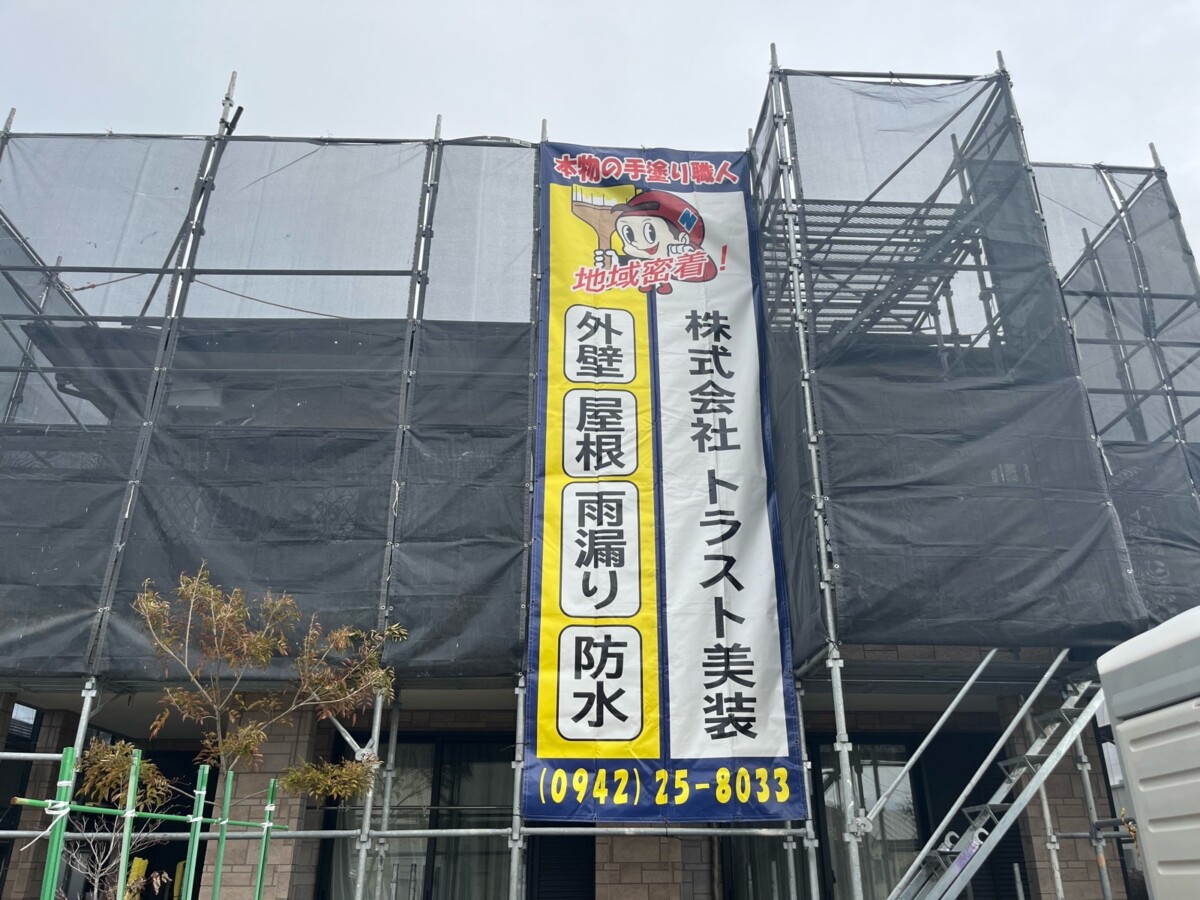 本物の手塗り職人
N
地域密着！
株式会社 トラスト美装
外壁
屋根
雨漏り
防水
(0942) 25-8033